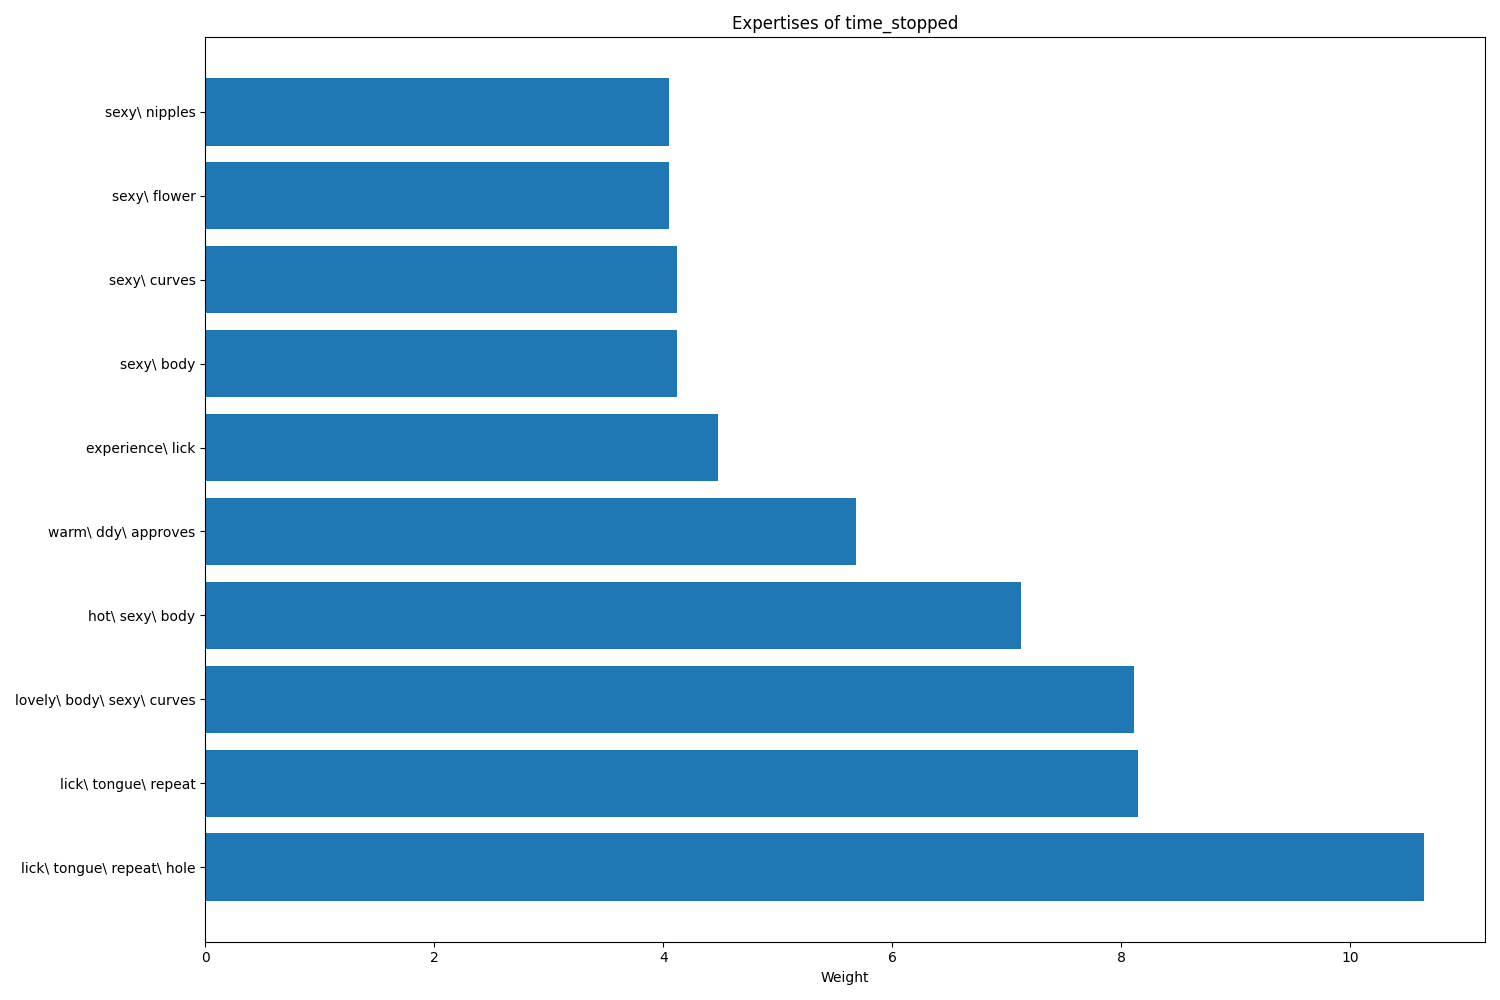 Expertises of time_stopped
sexy\ nipples
sexy\ flower
sexy\ curves
sexy\ body
experience\ lick
warm\ ddy\ approves
hot\ sexy\ body
lovely\ body\ sexy\ curves
lick\ tongue\ repeat
lick\ tongue\ repeat\ hole
0 2 4 6 8 10
Weight